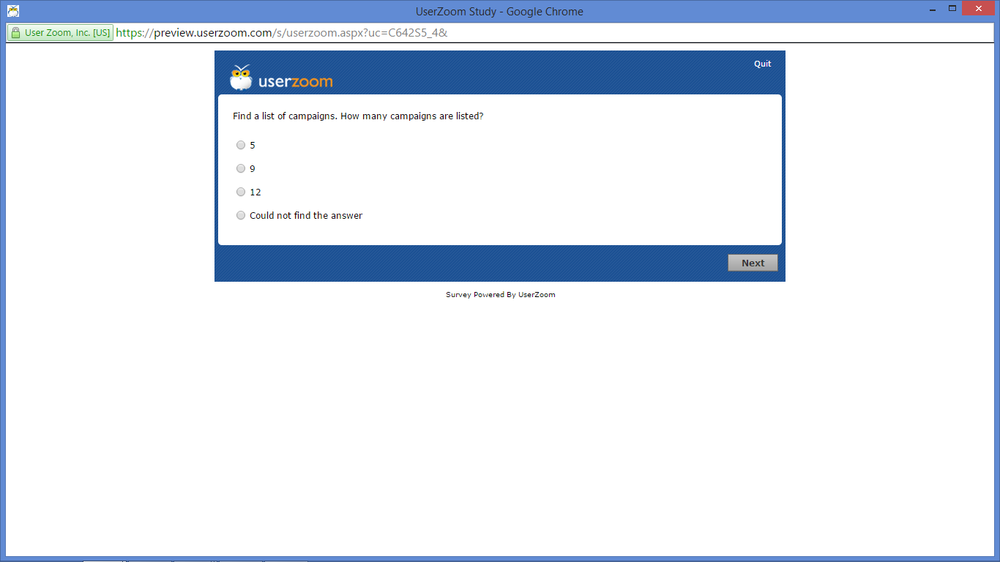 UserZoom Study - Google Chrome
User Zoom, Inc. [US] https://preview.userzoom.com/s/userzoom.aspx?uc=C642S5_4&
Quit
userzoom
Find a list of campaigns. How many campaigns are listed?
5
9
12
Could not find the answer
Next
Survey Powered By UserZoom